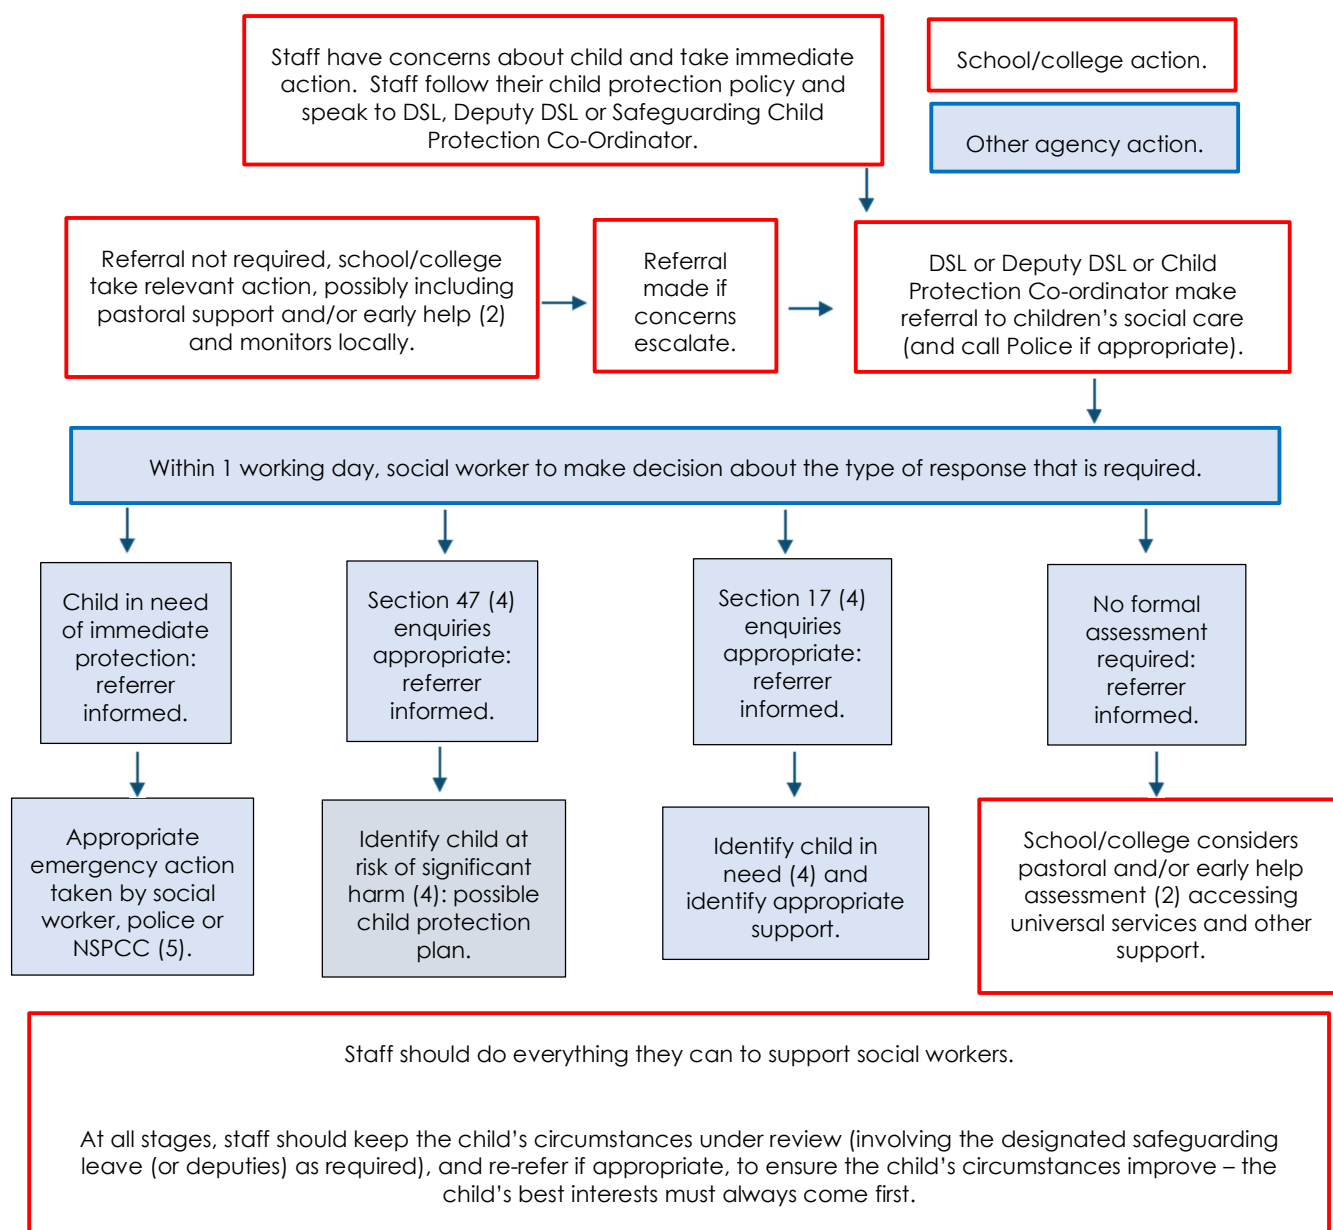 Staff have concerns about child and take immediate
action.  Staff follow their child protection policy and
speak to DSL, Deputy DSL or Safeguarding Child
Protection Co-Ordinator.
School/college action.
Other agency action.
Referral not required, school/college
take relevant action, possibly including
pastoral support and/or early help (2)
and monitors locally.
Referral
made if
concerns
escalate.
DSL or Deputy DSL or Child
Protection Co-ordinator make
referral to children’s social care
(and call Police if appropriate).
Within 1 working day, social worker to make decision about the type of response that is required.
Child in need
of immediate
protection:
referrer
informed.
Section 47 (4)
enquiries
appropriate:
referrer
informed.
Section 17 (4)
enquiries
appropriate:
referrer
informed.
No formal
assessment
required:
referrer
informed.
Appropriate
emergency action
taken by social
worker, police or
NSPCC (5).
Identify child at
risk of significant
harm (4): possible
child protection
plan.
Identify child in
need (4) and
identify appropriate
support.
School/college considers
pastoral and/or early help
assessment (2) accessing
universal services and other
support.
Staff should do everything they can to support social workers.
At all stages, staff should keep the child’s circumstances under review (involving the designated safeguarding
leave (or deputies) as required), and re-refer if appropriate, to ensure the child’s circumstances improve – the
child’s best interests must always come first.